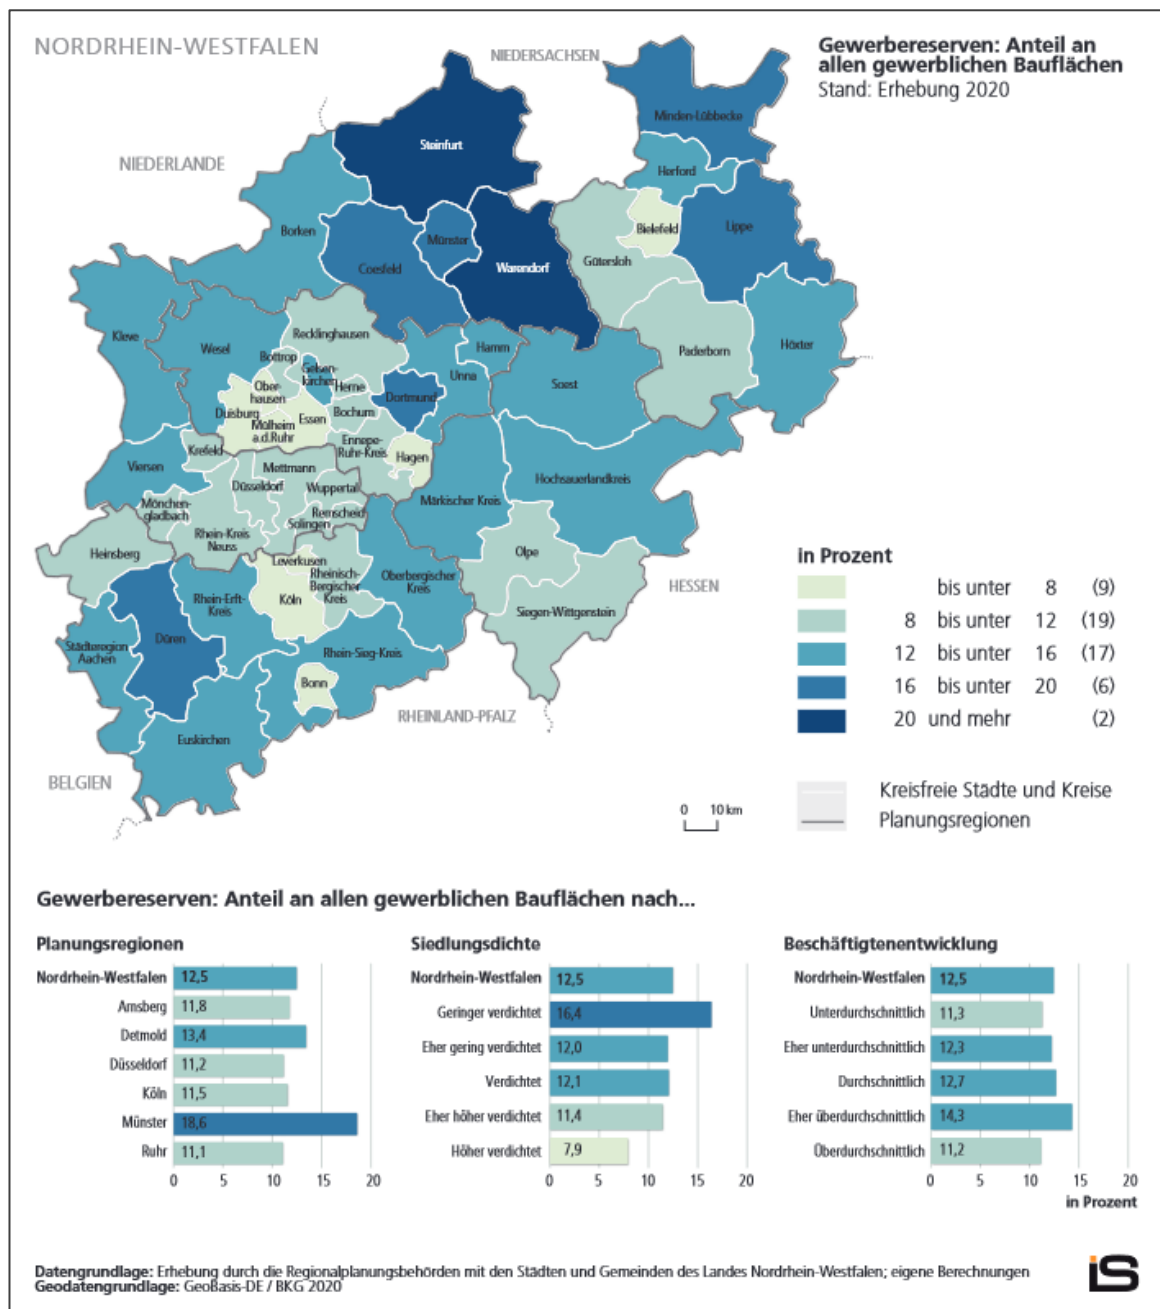 NORDRHEIN-WESTFALEN
NIEDERSACHSEN
Gewerbereserven: Anteil an
allen gewerblichen Bauflächen
Stand: Erhebung 2020
Minden-Lübbecke
Steinfurt
NIEDERLANDE
Herford
Borken
Münster
Bielefeld
Lippe
Coesfeld
Warendorf
Gütersloh
Kleve
Wesel
Recklinghausen
Hamm
Paderborn
Höxter
Bottrop
Gelsen-
kirchen
Herne
Unna
Soest
Ober-
hausen
Dortmund
Duisburg
Essen
Bochum
Mülheim
a.d.Ruhr
Ennepe-
Ruhr-Kreis
Hagen
Krefeld
Viersen
Mettmann
Hochsauerlandkreis
Düsseldorf
Wuppertal
Märkischer Kreis
Mönchen-
gladbach
Remscheid
Solingen
Rhein-Kreis
Neuss
Heinsberg
Leverkusen
Olpe
Rheinisch-
Bergischer
Kreis
Oberbergischer
Kreis
HESSEN
Rhein-Erft-
Kreis
Köln
Siegen-Wittgenstein
Düren
Städteregion
Aachen
Rhein-Sieg-Kreis
Bonn
RHEINLAND-PFALZ
Euskirchen
BELGIEN
in Prozent
bis unter 8 (9)
8 bis unter 12 (19)
12 bis unter 16 (17)
16 bis unter 20 (6)
20 und mehr (2)
0 10 km
Kreisfreie Städte und Kreise
Planungsregionen
Gewerbereserven: Anteil an allen gewerblichen Bauflächen nach...
Planungsregionen
Nordrhein-Westfalen 12,5
Arnsberg 11,8
Detmold 13,4
Düsseldorf 11,2
Köln 11,5
Münster 18,6
Ruhr 11,1
0 5 10 15 20
Siedlungsdichte
Nordrhein-Westfalen 12,5
Geringer verdichtet 16,4
Eher gering verdichtet 12,0
Verdichtet 12,1
Eher höher verdichtet 11,4
Höher verdichtet 7,9
0 5 10 15 20
Beschäftigtenentwicklung
Nordrhein-Westfalen 12,5
Unterdurchschnittlich 11,3
Eher unterdurchschnittlich 12,3
Durchschnittlich 12,7
Eher überdurchschnittlich 14,3
Überdurchschnittlich 11,2
0 5 10 15 20
in Prozent
Datengrundlage: Erhebung durch die Regionalplanungsbehörden mit den Städten und Gemeinden des Landes Nordrhein-Westfalen; eigene Berechnungen
Geodatengrundlage: GeoBasis-DE / BKG 2020
iS